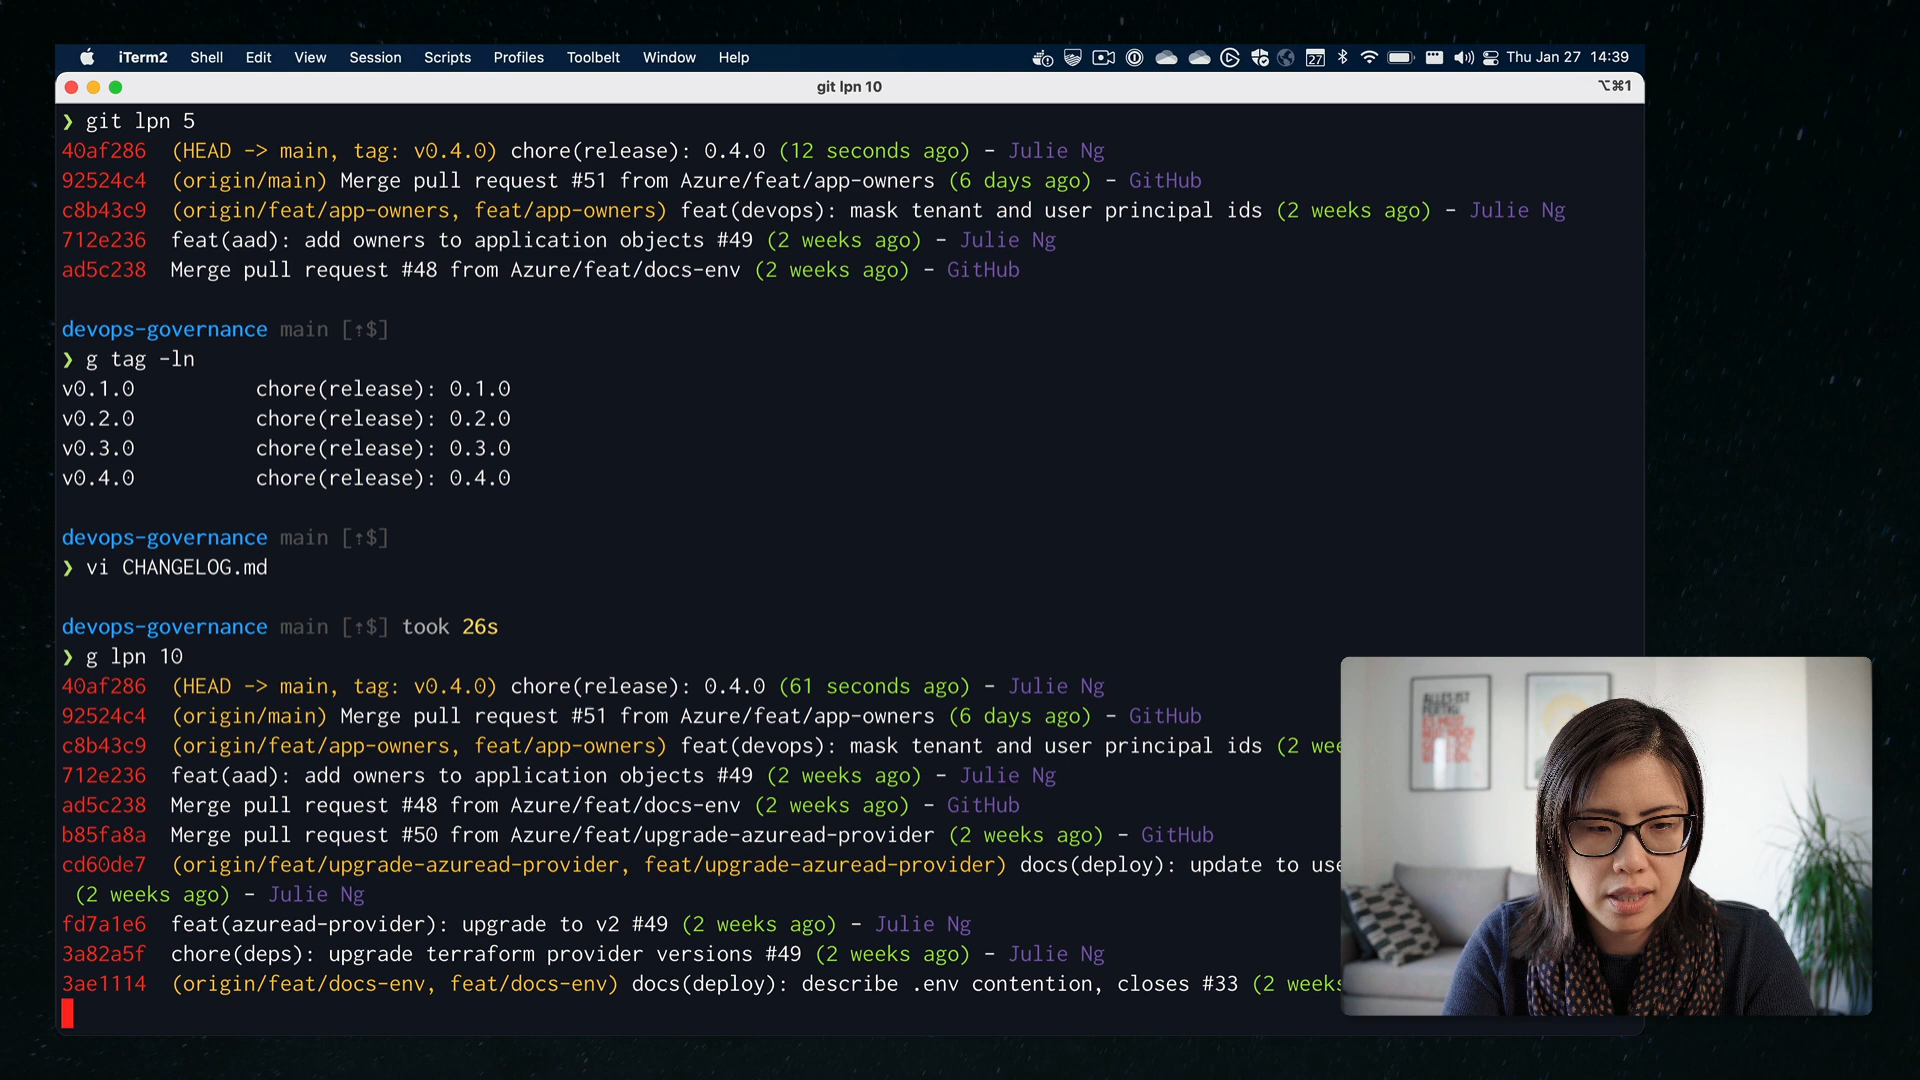 iTerm2 Shell Edit View Session Scripts Profiles Toolbelt Window Help 27 Thu Jan 27 14:39
git lpn 10 ⌥⌘1
❯ git lpn 5
40af286 (HEAD -> main, tag: v0.4.0) chore(release): 0.4.0 (12 seconds ago) - Julie Ng
92524c4 (origin/main) Merge pull request #51 from Azure/feat/app-owners (6 days ago) - GitHub
c8b43c9 (origin/feat/app-owners, feat/app-owners) feat(devops): mask tenant and user principal ids (2 weeks ago) - Julie Ng
712e236 feat(aad): add owners to application objects #49 (2 weeks ago) - Julie Ng
ad5c238 Merge pull request #48 from Azure/feat/docs-env (2 weeks ago) - GitHub
devops-governance main [⇡$]
❯ g tag -ln
v0.1.0 chore(release): 0.1.0
v0.2.0 chore(release): 0.2.0
v0.3.0 chore(release): 0.3.0
v0.4.0 chore(release): 0.4.0
devops-governance main [⇡$]
❯ vi CHANGELOG.md
devops-governance main [⇡$] took 26s
❯ g lpn 10
40af286 (HEAD -> main, tag: v0.4.0) chore(release): 0.4.0 (61 seconds ago) - Julie Ng
92524c4 (origin/main) Merge pull request #51 from Azure/feat/app-owners (6 days ago) - GitHub
c8b43c9 (origin/feat/app-owners, feat/app-owners) feat(devops): mask tenant and user principal ids (2 wee
712e236 feat(aad): add owners to application objects #49 (2 weeks ago) - Julie Ng
ad5c238 Merge pull request #48 from Azure/feat/docs-env (2 weeks ago) - GitHub
b85fa8a Merge pull request #50 from Azure/feat/upgrade-azuread-provider (2 weeks ago) - GitHub
cd60de7 (origin/feat/upgrade-azuread-provider, feat/upgrade-azuread-provider) docs(deploy): update to use
(2 weeks ago) - Julie Ng
fd7a1e6 feat(azuread-provider): upgrade to v2 #49 (2 weeks ago) - Julie Ng
3a82a5f chore(deps): upgrade terraform provider versions #49 (2 weeks ago) - Julie Ng
3ae1114 (origin/feat/docs-env, feat/docs-env) docs(deploy): describe .env contention, closes #33 (2 weeks